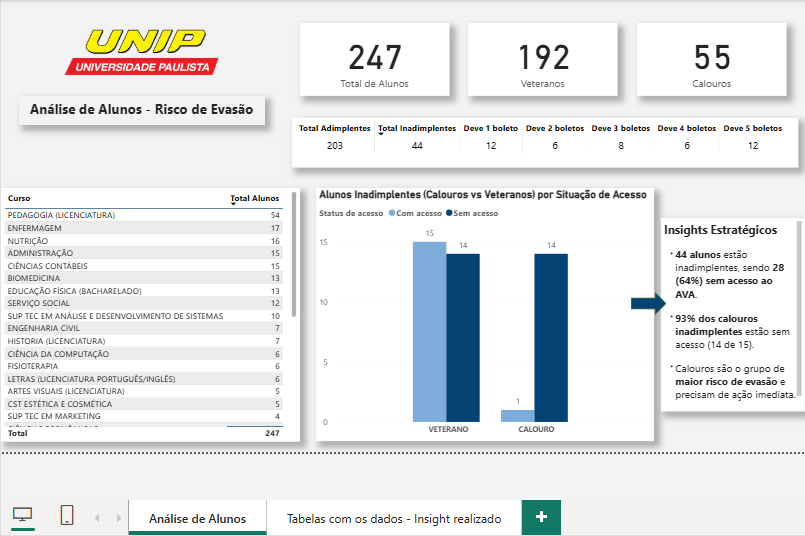 UNIP
UNIVERSIDADE PAULISTA
Análise de Alunos - Risco de Evasão
247
Total de Alunos
192
Veteranos
55
Calouros
Total Adimplentes Total Inadimplentes Deve 1 boleto Deve 2 boletos Deve 3 boletos Deve 4 boletos Deve 5 boletos
203 44 12 6 8 6 12
Curso Total Alunos
PEDAGOGIA (LICENCIATURA) 54
ENFERMAGEM 17
NUTRIÇÃO 16
ADMINISTRAÇÃO 15
CIÊNCIAS CONTÁBEIS 15
BIOMEDICINA 13
EDUCAÇÃO FÍSICA (BACHARELADO) 13
SERVIÇO SOCIAL 12
SUP TEC EM ANÁLISE E DESENVOLVIMENTO DE SISTEMAS 10
ENGENHARIA CIVIL 7
HISTORIA (LICENCIATURA) 7
CIÊNCIA DA COMPUTAÇÃO 6
FISIOTERAPIA 6
LETRAS (LICENCIATURA PORTUGUÊS/INGLÊS) 6
ARTES VISUAIS (LICENCIATURA) 5
CST ESTÉTICA E COSMÉTICA 5
SUP TEC EM MARKETING 4
Total 247
Alunos Inadimplentes (Calouros vs Veteranos) por Situação de Acesso
Status de acesso Com acesso Sem acesso
15
10
5
0
15
14
1
14
VETERANO
CALOURO
Insights Estratégicos
• 44 alunos estão
inadimplentes, sendo 28
(64%) sem acesso ao
AVA.
• 93% dos calouros
inadimplentes estão sem
acesso (14 de 15).
• Calouros são o grupo de
maior risco de evasão e
precisam de ação imediata.
Análise de Alunos
Tabelas com os dados - Insight realizado
+